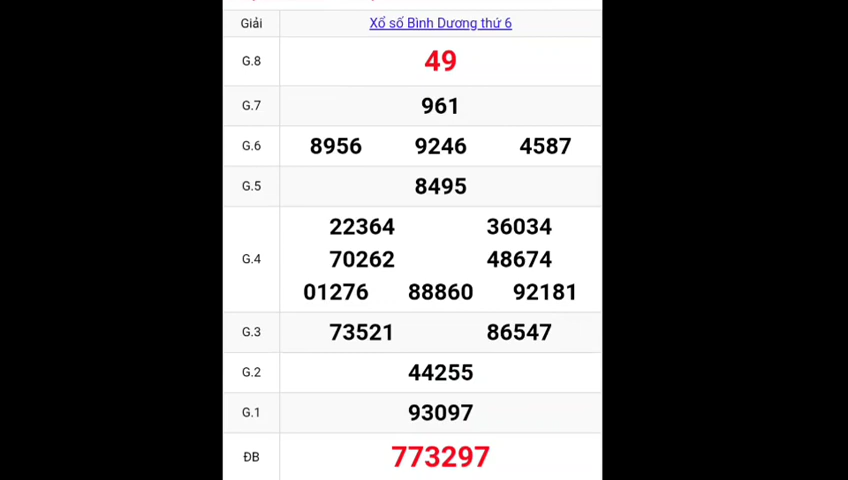 Giải Xổ số Bình Dương thứ 6
G.8 49
G.7 961
G.6 8956 9246 4587
G.5 8495
22364 36034
G.4 70262 48674
01276 88860 92181
G.3 73521 86547
G.2 44255
G.1 93097
ĐB 773297